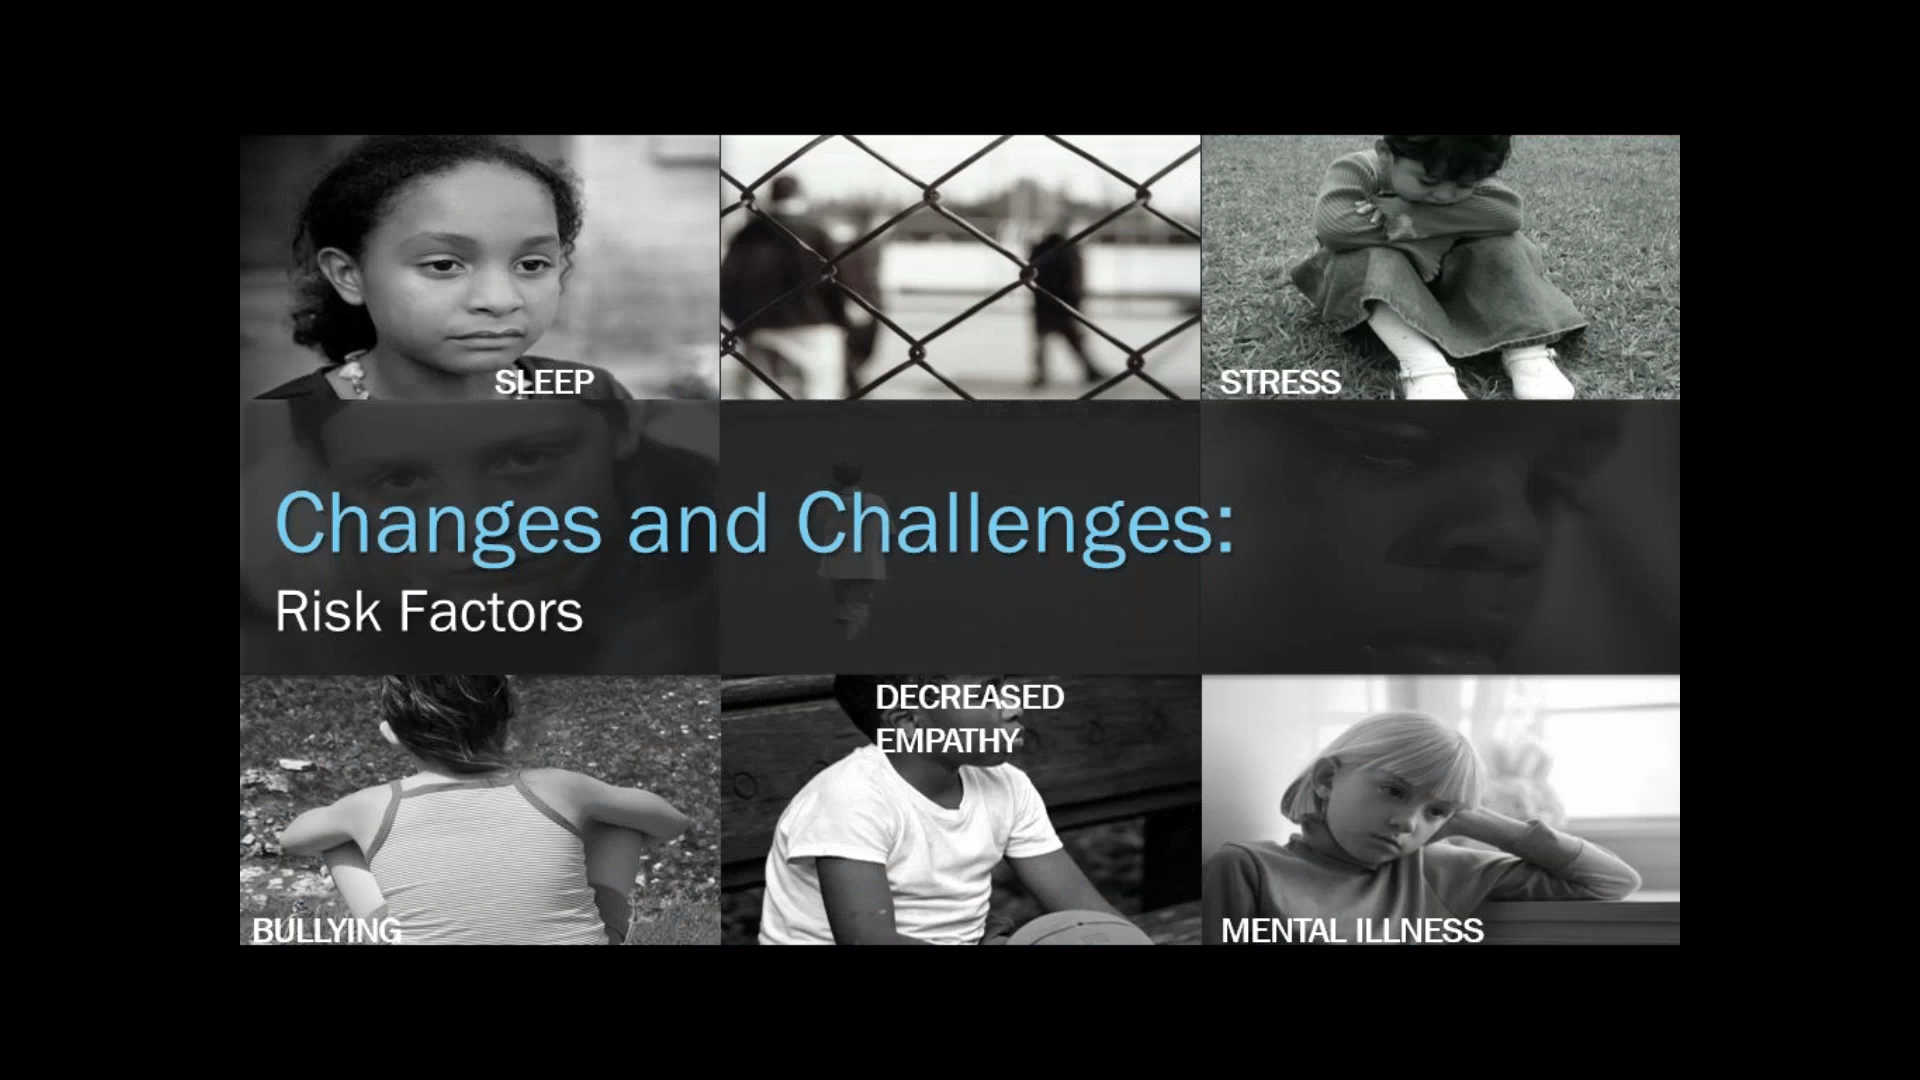 SLEEP
STRESS
Changes and Challenges:
Risk Factors
DECREASED
EMPATHY
BULLYING
MENTAL ILLNESS